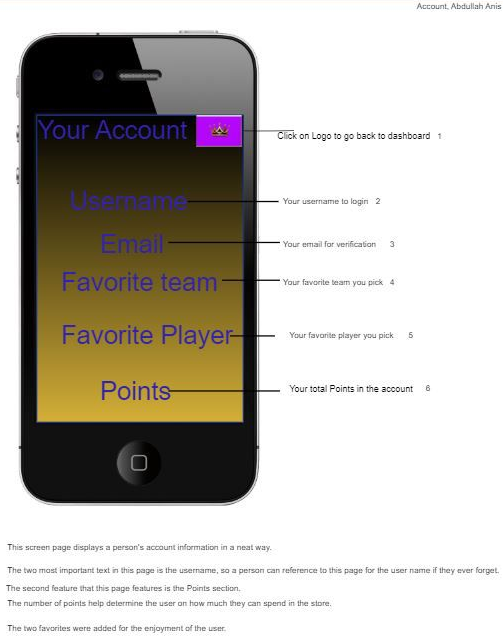 Account, Abdullah Anis
Your Account
Click on Logo to go back to dashboard 1
Username
Your username to login 2
Email
Your email for verification 3
Favorite team
Your favorite team you pick 4
Favorite Player
Your favorite player you pick 5
Points
Your total Points in the account 6
This screen page displays a person's account information in a neat way.
The two most important text in this page is the username, so a person can reference to this page for the user name if they ever forget.
The second feature that this page features is the Points section.
The number of points help determine the user on how much they can spend in the store.
The two favorites were added for the enjoyment of the user.